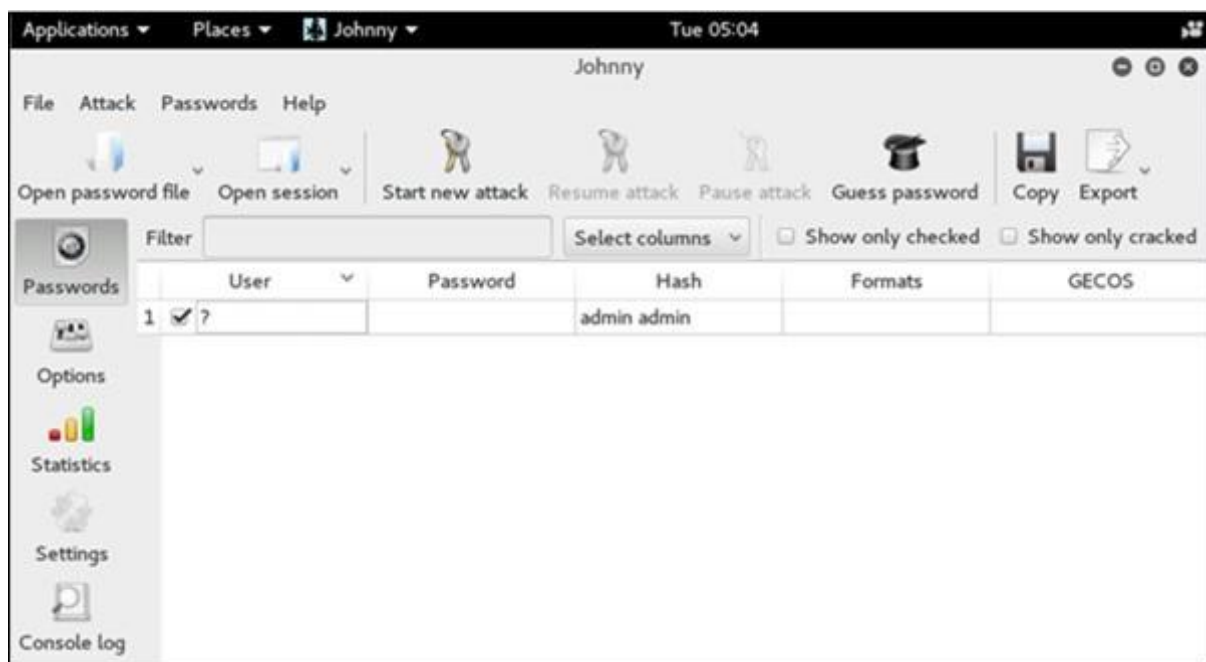 Applications Places Johnny Tue 05:04
Johnny
File Attack Passwords Help
Open password file Open session Start new attack Resume attack Pause attack Guess password Copy Export
Passwords
Filter Select columns Show only checked Show only cracked
User Password Hash Formats GECOS
1 ? admin admin
Options
Statistics
Settings
Console log